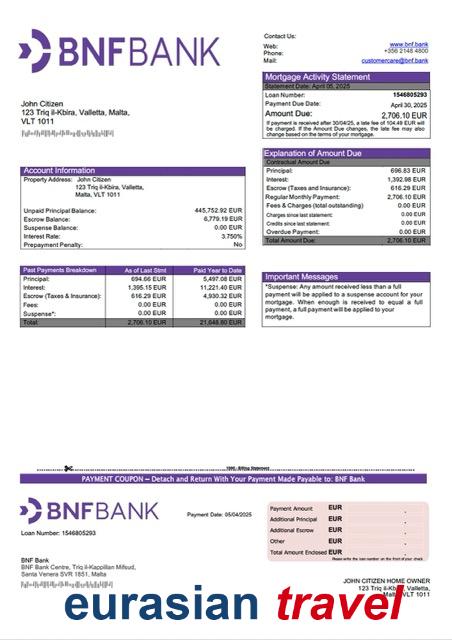 BNFBANK
Contact Us:
Web: www.bnf.bank
Phone: +356 2148 4800
Mail: customercare@bnf.bank
Mortgage Activity Statement
Statement Date: April 05, 2025
Loan Number: 1546805293
Payment Due Date: April 30, 2025
Amount Due: 2,706.10 EUR
If payment is received after 30/04/25, a late fee of 104.49 EUR will
be charged. If the Amount Due changes, the late fee may also
change based on the terms of your mortgage.
John Citizen
123 Triq il-Kbira, Valletta, Malta,
VLT 1011
Explanation of Amount Due
Contractual Amount Due
Principal: 696.83 EUR
Interest: 1,392.98 EUR
Escrow (Taxes and Insurance): 616.29 EUR
Regular Monthly Payment: 2,706.10 EUR
Fees & Charges (total outstanding) 0.00 EUR
Charges since last statement: 0.00 EUR
Credits since last statement: 0.00 EUR
Overdue Payment: 0.00 EUR
Total Amount Due: 2,706.10 EUR
Account Information
Property Address: John Citizen
123 Triq il-Kbira, Valletta,
Malta, VLT 1011
Unpaid Principal Balance: 445,752.92 EUR
Escrow Balance: 6,779.19 EUR
Suspense Balance: 0.00 EUR
Interest Rate: 3.750%
Prepayment Penalty: No
Past Payments Breakdown As of Last Stmt Paid Year to Date
Principal: 694.66 EUR 5,497.08 EUR
Interest: 1,395.15 EUR 11,221.40 EUR
Escrow (Taxes & Insurance): 616.29 EUR 4,930.32 EUR
Fees: 0.00 EUR 0.00 EUR
Suspense*: 0.00 EUR 0.00 EUR
Total: 2,706.10 EUR 21,648.80 EUR
Important Messages
*Suspense: Any amount received less than a full
payment will be applied to a suspense account for your
mortgage. When enough is received to equal a full
payment, a full payment will be applied to your
mortgage.
Billing Statement
PAYMENT COUPON – Detach and Return With Your Payment Made Payable to: BNF Bank
BNFBANK
Payment Date: 05/04/2025
Loan Number: 1546805293
Payment Amount EUR .
Additional Principal EUR .
Additional Escrow EUR .
Other EUR .
Total Amount Enclosed EUR .
Please write the loan number on the front of your check
BNF Bank
BNF Bank Centre, Triq il-Kappillan Mifsud,
Santa Venera SVR 1851, Malta
JOHN CITIZEN HOME OWNER
123 Triq il-Kbira, Valletta,
Malta, VLT 1011
eurasian travel